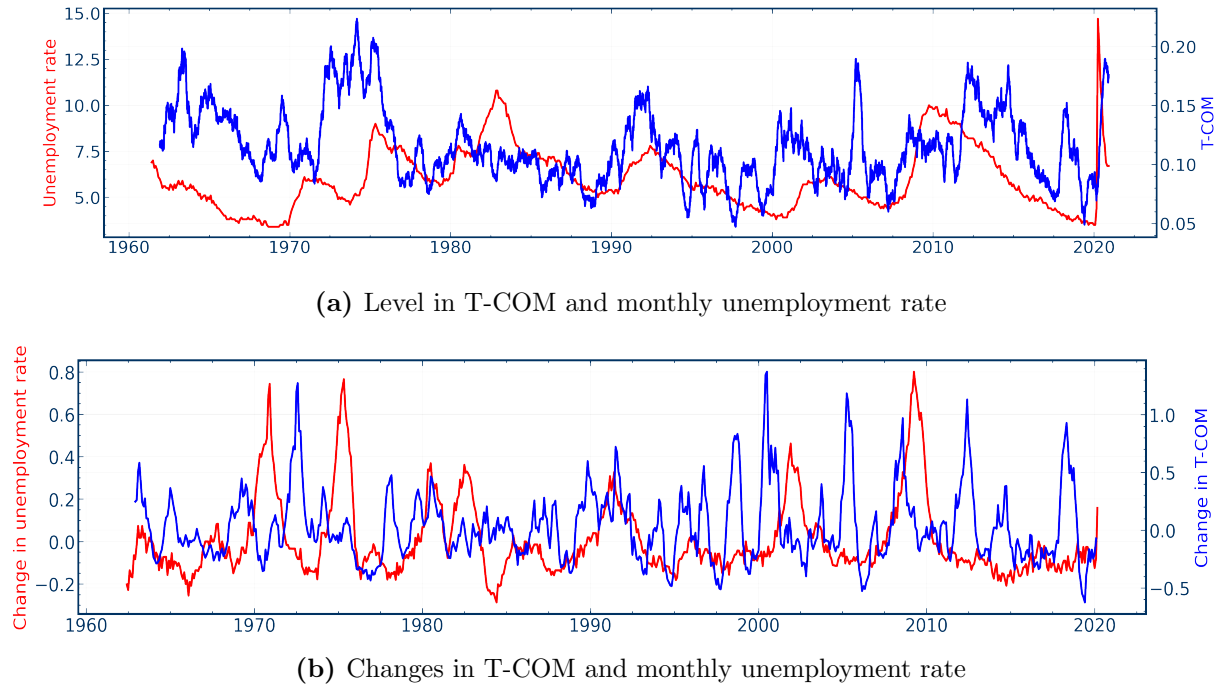 15.0
12.5
10.0
7.5
5.0
Unemployment rate
0.20
0.15
0.10
0.05
T-COM
1960 1970 1980 1990 2000 2010 2020
(a) Level in T-COM and monthly unemployment rate
0.8
0.6
0.4
0.2
0.0
−0.2
Change in unemployment rate
1.0
0.5
0.0
−0.5
Change in T-COM
1960 1970 1980 1990 2000 2010 2020
(b) Changes in T-COM and monthly unemployment rate